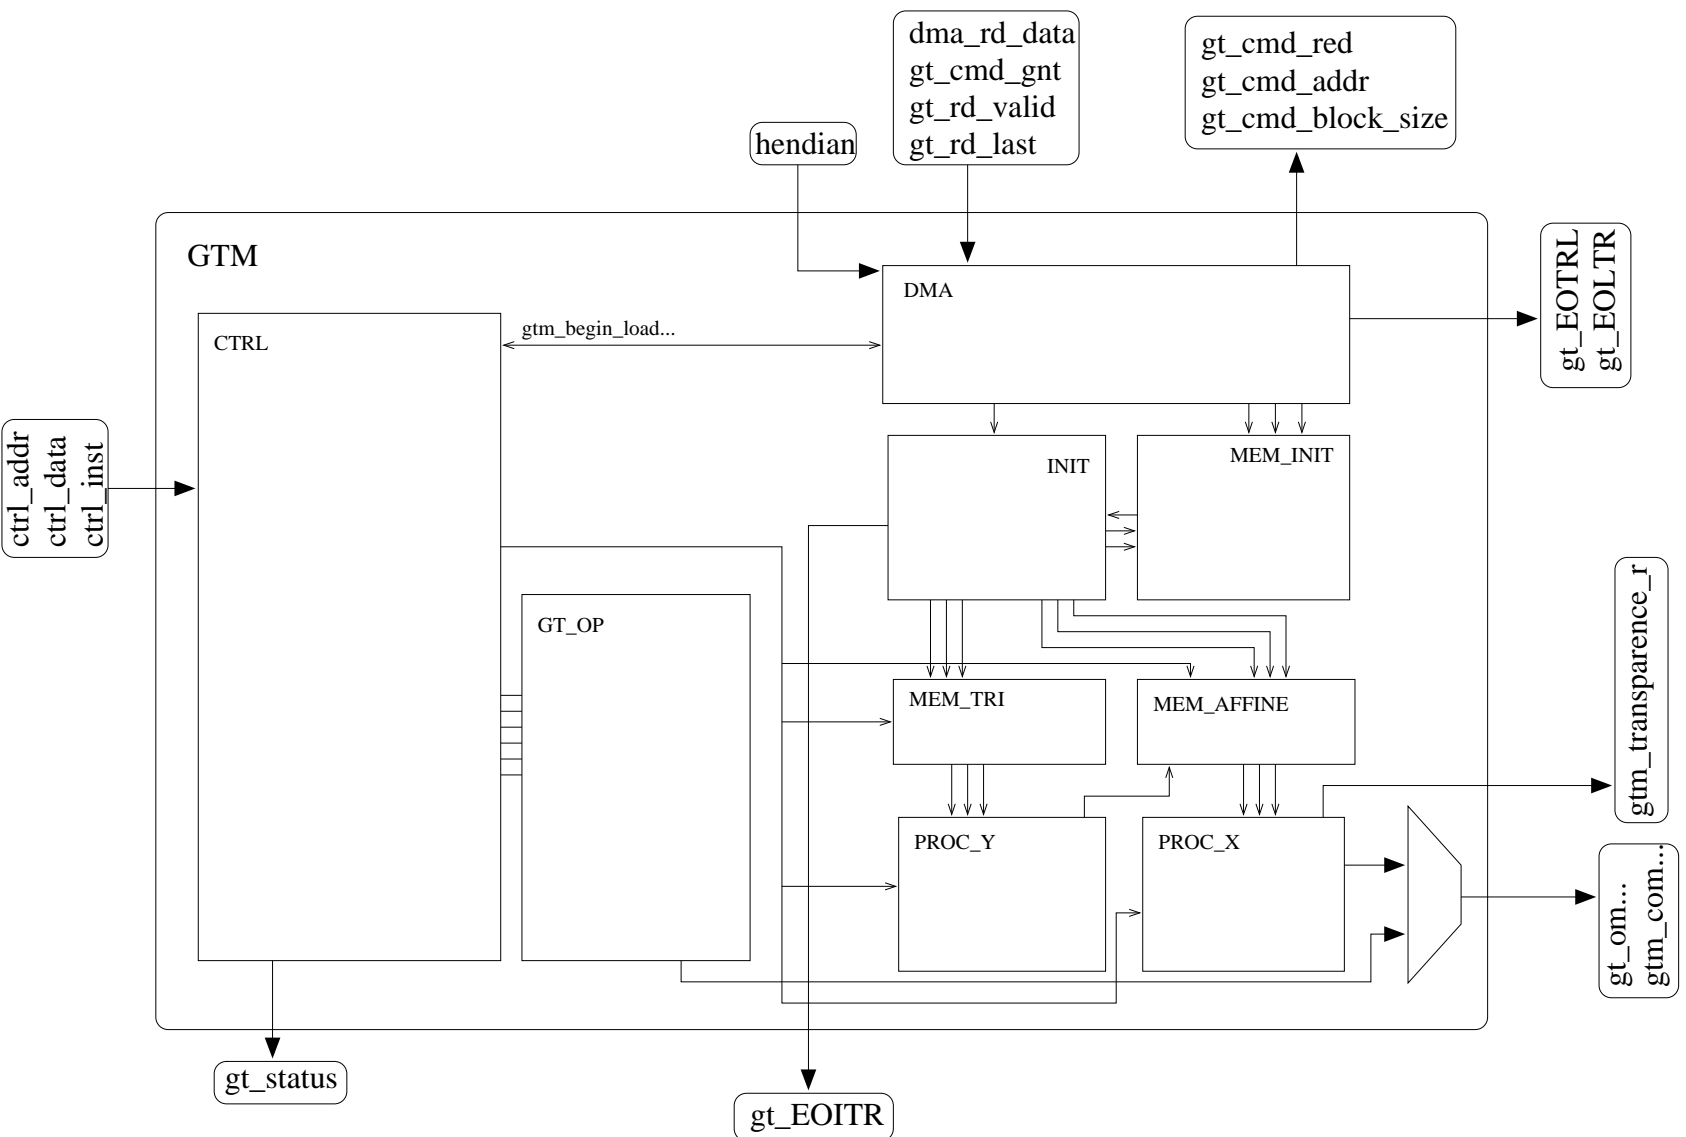 dma_rd_data
gt_cmd_gnt
gt_rd_valid
gt_rd_last
gt_cmd_red
gt_cmd_addr
gt_cmd_block_size
hendian
GTM
gt_EOTRL
gt_EOLTR
DMA
gtm_begin_load...
CTRL
ctrl_addr
ctrl_data
ctrl_inst
INIT
MEM_INIT
GT_OP
gtm_transparence_r
MEM_TRI
MEM_AFFINE
PROC_Y
PROC_X
gt_om...
gtm_com...
gt_status
gt_EOITR